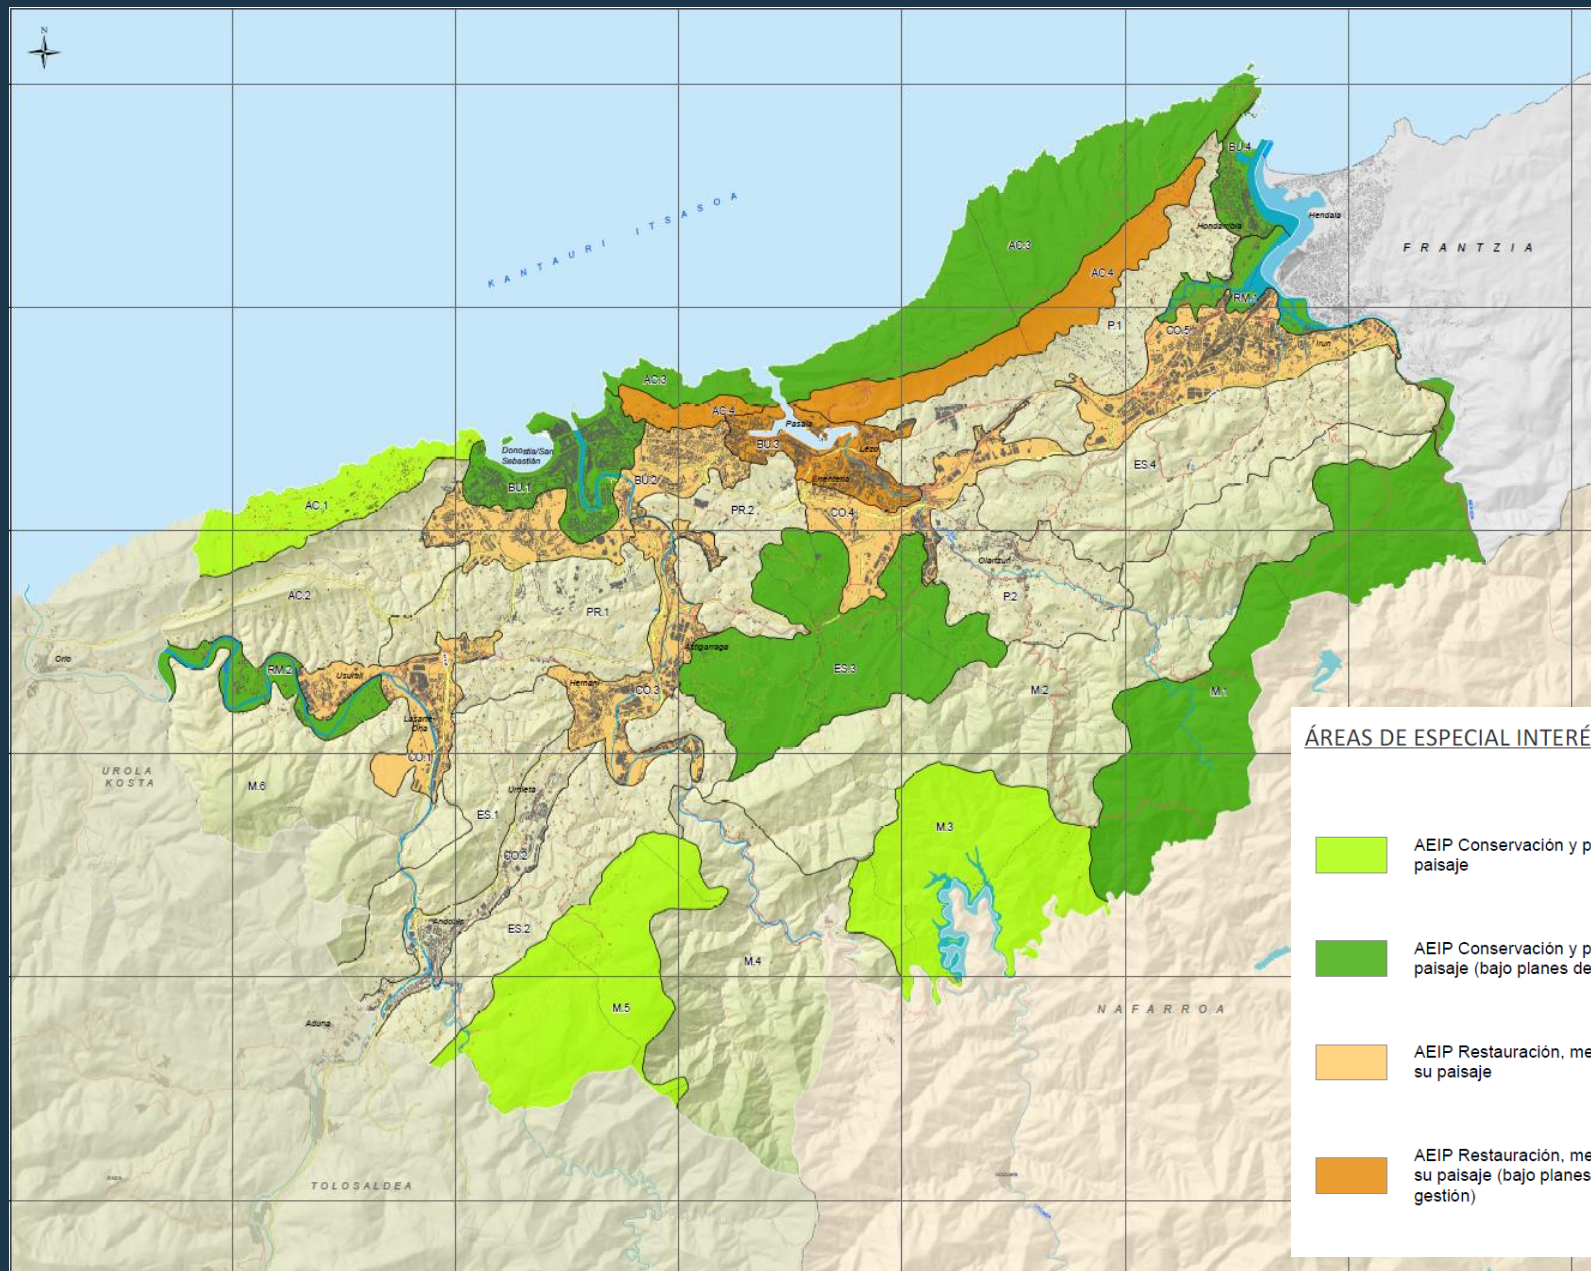 N
KANTAURI ITSASOA
FRANTZIA
Hendaia
BU.4
Hondarribia
AC.3
AC.4
RM.1
P.1
CO.5
Irun
AC.3
AC.4
Pasaia
BU.3
Lezo
Donostia/San
Sebastián
BU.1
BU.2
Errenteria
ES.4
AC.1
PR.2
CO.4
Oiartzun
AC.2
PR.1
P.2
Orio
RM.2
Usurbil
Astigarraga
ES.3
Hernani
CO.3
M.2
M.1
Lasarte-
Oria
CO.1
UROLA
KOSTA
M.6
Urnieta
ES.1
CO.2
M.3
Andoain
ES.2
M.4
M.5
Aduna
NAFARROA
TOLOSALDEA
ÁREAS DE ESPECIAL INTERÉ
AEIP Conservación y p
paisaje
AEIP Conservación y p
paisaje (bajo planes de
AEIP Restauración, me
su paisaje
AEIP Restauración, me
su paisaje (bajo planes
gestión)